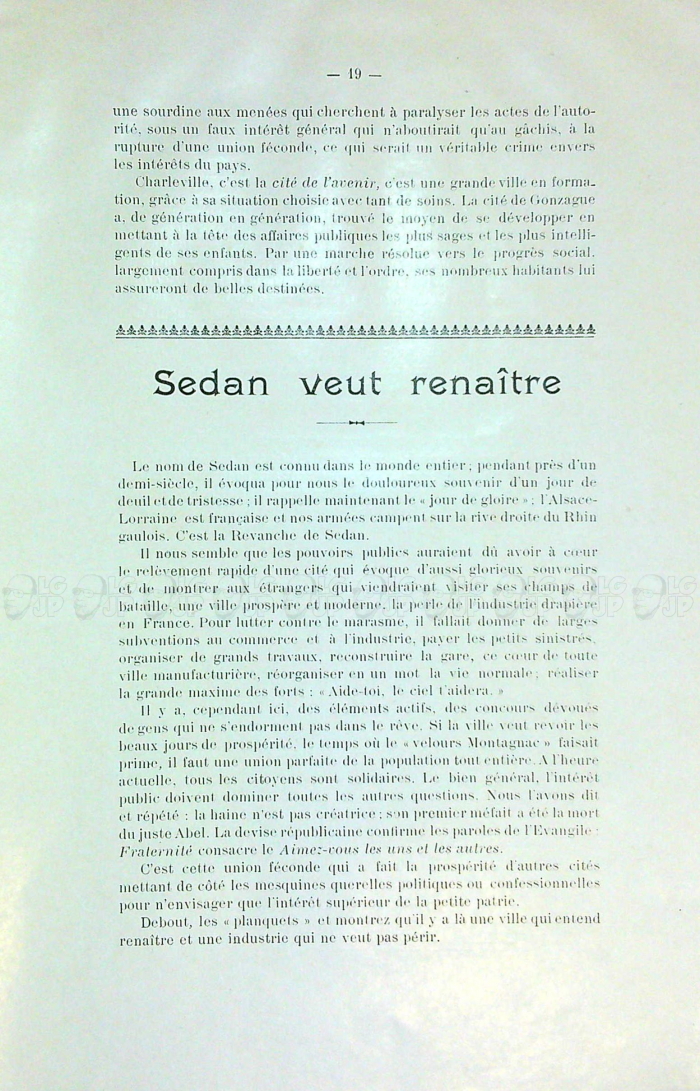 — 19 —
une sourdine aux menées qui cherchent à paralyser les actes de l'auto-
rité, sous un faux intérêt général qui n'aboutirait qu'au gâchis, à la
rupture d'une union féconde, ce qui serait un véritable crime envers
les intérêts du pays.
Charleville, c'est la cité de l'avenir, c'est une grande ville en forma-
tion, grâce à sa situation choisie avec tant de soins. La cité de Gonzague
a, de génération en génération, trouvé le moyen de se développer en
mettant à la tête des affaires publiques les plus sages et les plus intelli-
gents de ses enfants. Par une marche résolue vers le progrès social,
largement compris dans la liberté et l'ordre, ses nombreux habitants lui
assureront de belles destinées.
Sedan veut renaître
Le nom de Sedan est connu dans le monde entier ; pendant près d'un
demi-siècle, il évoqua pour nous le douloureux souvenir d'un jour de
deuil et de tristesse ; il rappelle maintenant le « jour de gloire » ; l'Alsace-
Lorraine est française et nos armées campent sur la rive droite du Rhin
gaulois. C'est la Revanche de Sedan.
Il nous semble que les pouvoirs publics auraient dû avoir à cœur
le relèvement rapide d'une cité qui évoque d'aussi glorieux souvenirs
et de montrer aux étrangers qui viendraient visiter ses champs de
bataille, une ville prospère et moderne, la perle de l'industrie drapière
en France. Pour lutter contre le marasme, il fallait donner de larges
subventions au commerce et à l'industrie, payer les petits sinistrés,
organiser de grands travaux, reconstruire la gare, ce cœur de toute
ville manufacturière, réorganiser en un mot la vie normale ; réaliser
la grande maxime des forts : « Aide-toi, le ciel t'aidera. »
Il y a, cependant ici, des éléments actifs, des concours dévoués
de gens qui ne s'endorment pas dans le rêve. Si la ville veut revoir les
beaux jours de prospérité, le temps où le « velours Montagnac » faisait
prime, il faut une union parfaite de la population tout entière. A l'heure
actuelle, tous les citoyens sont solidaires. Le bien général, l'intérêt
public doivent dominer toutes les autres questions. Nous l'avons dit
et répété : la haine n'est pas créatrice ; son premier méfait a été la mort
du juste Abel. La devise républicaine confirme les paroles de l'Evangile :
Fraternité consacre le Aimez-vous les uns et les autres.
C'est cette union féconde qui a fait la prospérité d'autres cités
mettant de côté les mesquines querelles politiques ou confessionnelles
pour n'envisager que l'intérêt supérieur de la petite patrie.
Debout, les « planquets » et montrez qu'il y a là une ville qui entend
renaître et une industrie qui ne veut pas périr.